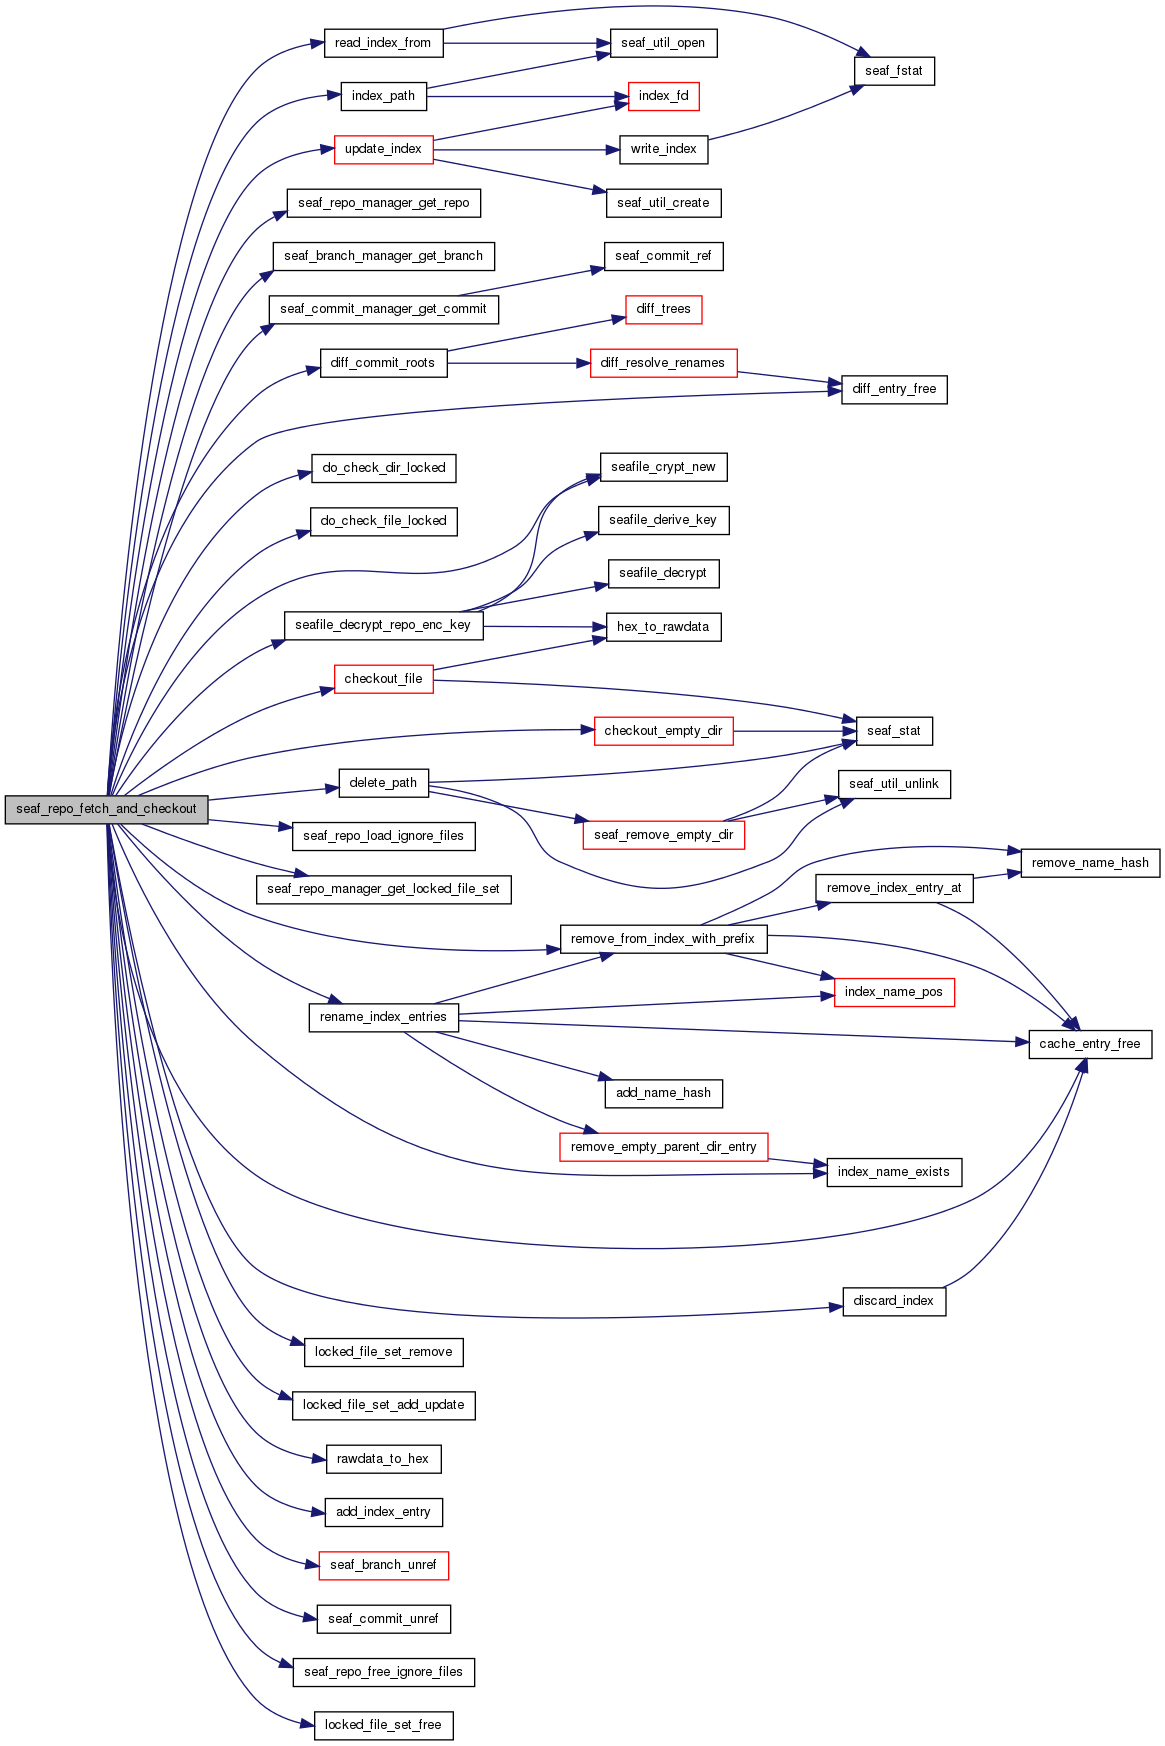 read_index_from
seaf_util_open
seaf_fstat
index_path
index_fd
update_index
write_index
seaf_repo_manager_get_repo
seaf_util_create
seaf_branch_manager_get_branch
seaf_commit_ref
seaf_commit_manager_get_commit
diff_trees
diff_commit_roots
diff_resolve_renames
diff_entry_free
do_check_dir_locked
seafile_crypt_new
do_check_file_locked
seafile_derive_key
seafile_decrypt
seafile_decrypt_repo_enc_key
hex_to_rawdata
checkout_file
checkout_empty_dir
seaf_stat
delete_path
seaf_util_unlink
seaf_repo_fetch_and_checkout
seaf_repo_load_ignore_files
seaf_remove_empty_dir
remove_name_hash
seaf_repo_manager_get_locked_file_set
remove_index_entry_at
remove_from_index_with_prefix
index_name_pos
rename_index_entries
cache_entry_free
add_name_hash
remove_empty_parent_dir_entry
index_name_exists
discard_index
locked_file_set_remove
locked_file_set_add_update
rawdata_to_hex
add_index_entry
seaf_branch_unref
seaf_commit_unref
seaf_repo_free_ignore_files
locked_file_set_free